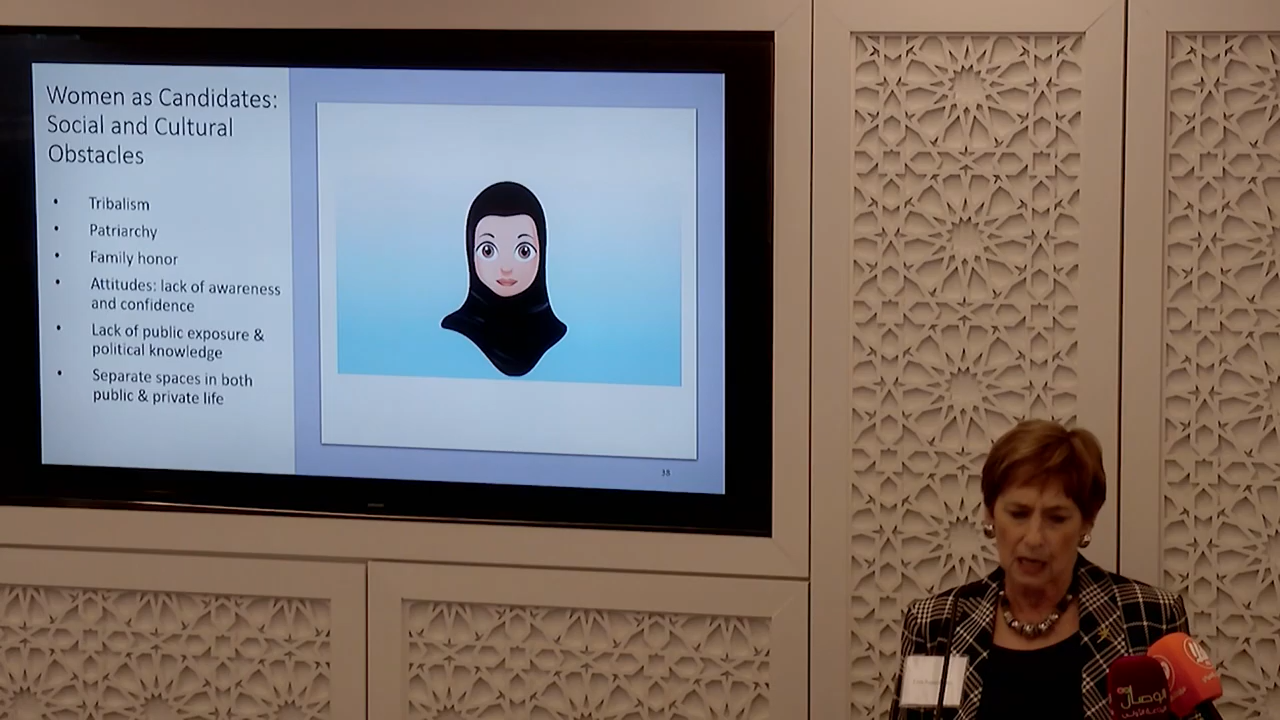 Women as Candidates:
Social and Cultural
Obstacles
• Tribalism
• Patriarchy
• Family honor
• Attitudes: lack of awareness
and confidence
• Lack of public exposure &
political knowledge
• Separate spaces in both
public & private life
38
الوصال